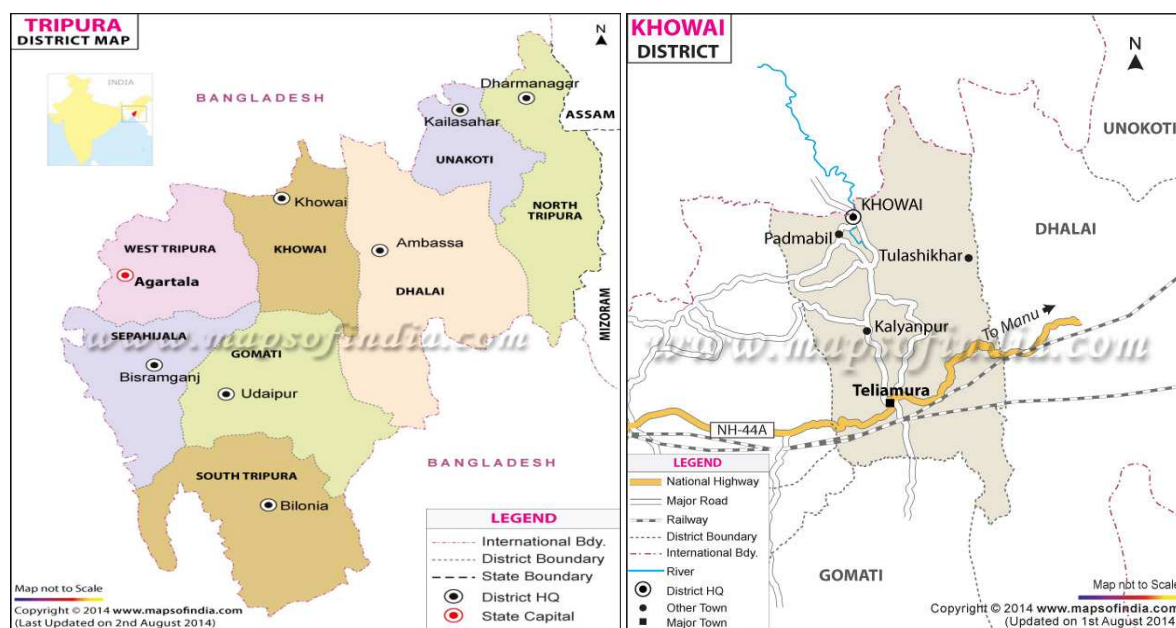 TRIPURA
DISTRICT MAP
N
INDIA
BANGLADESH
Dharmanagar
ASSAM
Kailasahar
UNAKOTI
NORTH
TRIPURA
Khowai
WEST TRIPURA
KHOWAI
Ambassa
Agartala
DHALAI
MIZORAM
SEPAHIJALA
www.mapsofindia.com
GOMATI
Bisramganj
Udaipur
BANGLADESH
SOUTH TRIPURA
Bilonia
LEGEND
International Bdy.
District Boundary
State Boundary
District HQ
State Capital
Map not to Scale
Copyright © 2014 www.mapsofindia.com
(Last Updated on 2nd August 2014)
KHOWAI
DISTRICT
N
UNOKOTI
KHOWAI
Padmabil
DHALAI
Tulashikhar
To Manu
Kalyanpur
www.mapsofindia.com
Teliamura
NH-44A
LEGEND
National Highway
Major Road
Railway
District Boundary
International Bdy.
River
District HQ
Other Town
Major Town
GOMATI
Map not to Scale
Copyright © 2014 www.mapsofindia.com
(Updated on 1st August 2014)